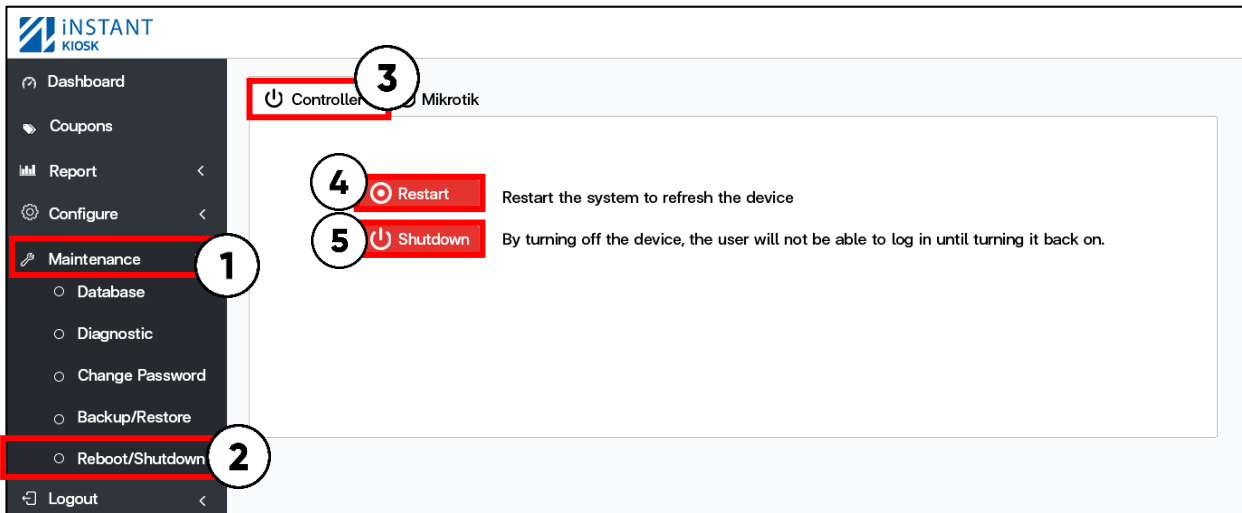 iNSTANT
KIOSK
Dashboard
Coupons
Report
Configure
Maintenance
Database
Diagnostic
Change Password
Backup/Restore
Reboot/Shutdown
Logout
1
2
3
Controller
Mikrotik
4
Restart
Restart the system to refresh the device
5
Shutdown
By turning off the device, the user will not be able to log in until turning it back on.